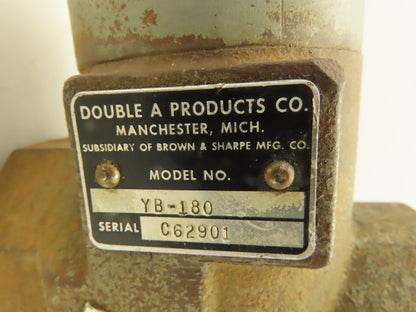 DOUBLE A PRODUCTS CO.
MANCHESTER, MICH.
SUBSIDIARY OF BROWN & SHARPE MFG. CO.
MODEL NO.
YB-180
SERIAL C62901